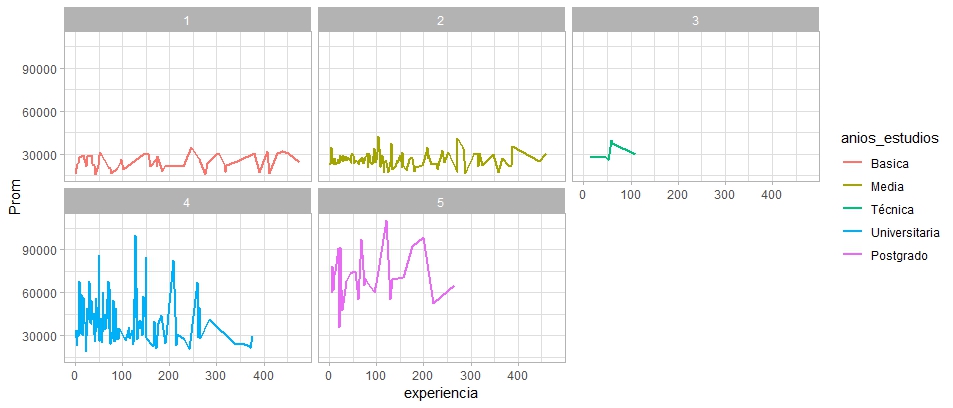 1
2
3
90000
60000
30000
0 100 200 300 400
4
5
90000
60000
30000
0 100 200 300 400
0 100 200 300 400
Prom
experiencia
anios_estudios
Basica
Media
Técnica
Universitaria
Postgrado